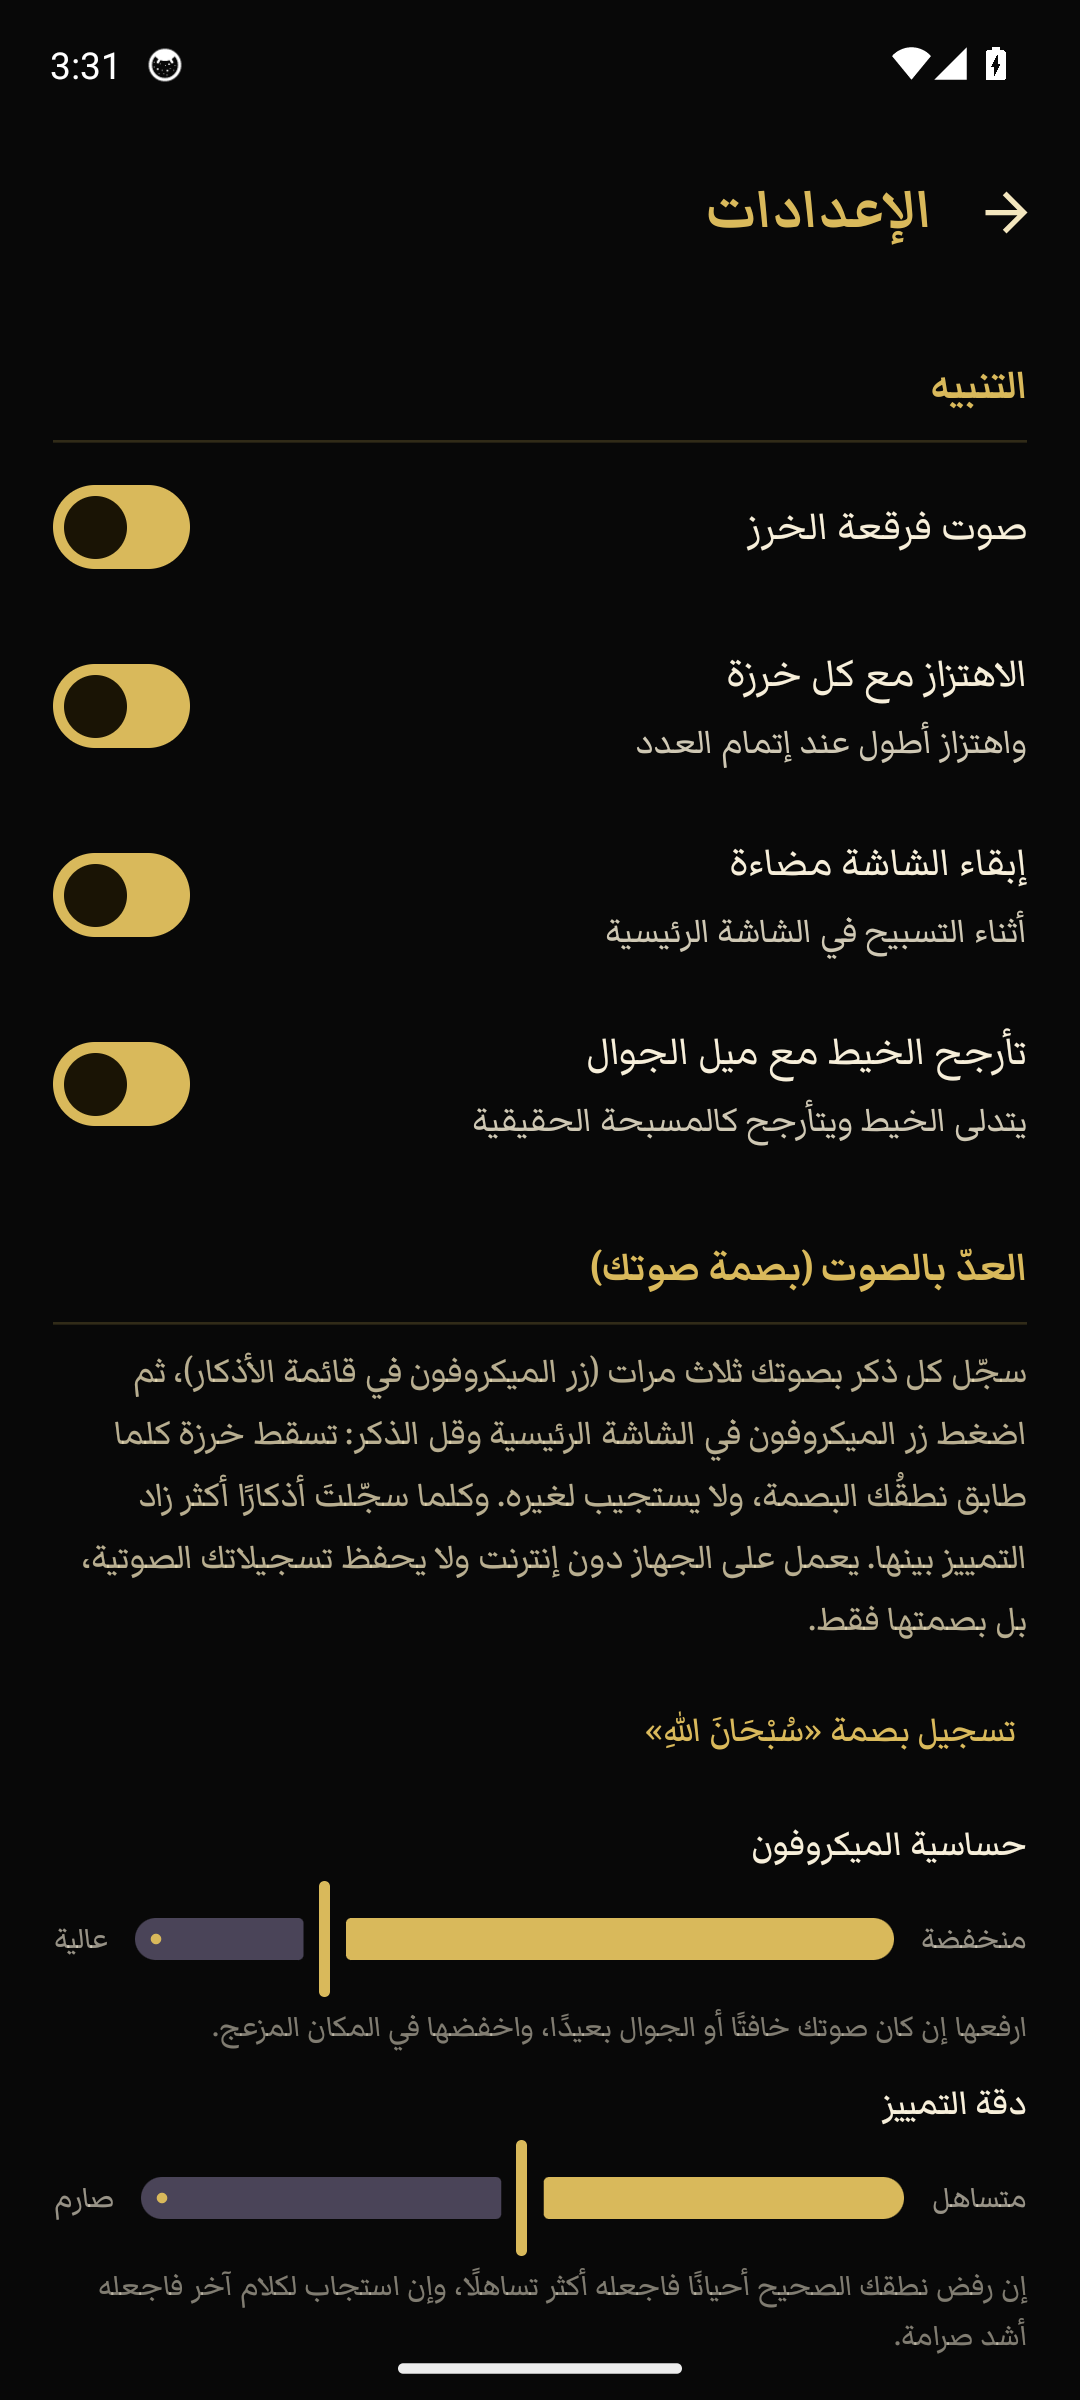 3:31
الإعدادات
التنبيه
صوت فرقعة الخرز
الاهتزاز مع كل خرزة
واهتزاز أطول عند إتمام العدد
إبقاء الشاشة مضاءة
أثناء التسبيح في الشاشة الرئيسية
تأرجح الخيط مع ميل الجوال
يتدلى الخيط ويتأرجح كالمسبحة الحقيقية
العدّ بالصوت (بصمة صوتك)
سجّل كل ذكر بصوتك ثلاث مرات (زر الميكروفون في قائمة الأذكار)، ثم
اضغط زر الميكروفون في الشاشة الرئيسية وقل الذكر: تسقط خرزة كلما
طابق نطقُك البصمة، ولا يستجيب لغيره. وكلما سجّلتَ أذكارًا أكثر زاد
التمييز بينها. يعمل على الجهاز دون إنترنت ولا يحفظ تسجيلاتك الصوتية،
بل بصمتها فقط.
تسجيل بصمة «سُبْحَانَ اللهِ»
حساسية الميكروفون
منخفضة
عالية
ارفعها إن كان صوتك خافتًا أو الجوال بعيدًا، واخفضها في المكان المزعج.
دقة التمييز
متساهل
صارم
إن رفض نطقك الصحيح أحيانًا فاجعله أكثر تساهلًا، وإن استجاب لكلام آخر فاجعله
أشد صرامة.